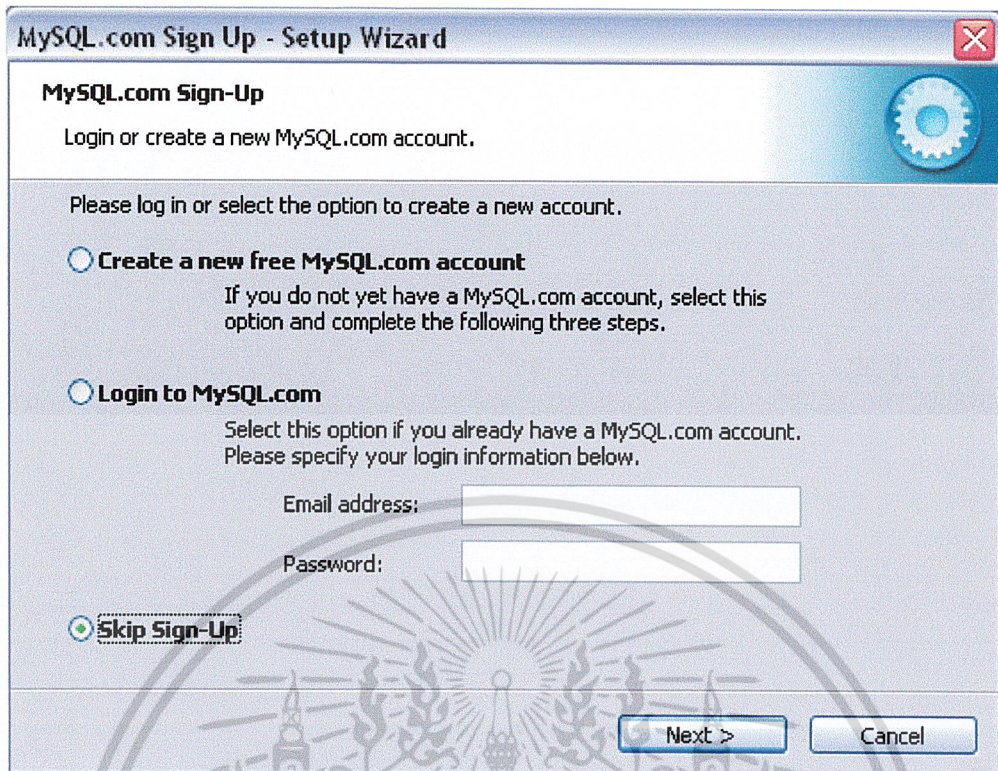 MySQL.com Sign Up - Setup Wizard
MySQL.com Sign-Up
Login or create a new MySQL.com account.
Please log in or select the option to create a new account.
Create a new free MySQL.com account
If you do not yet have a MySQL.com account, select this
option and complete the following three steps.
Login to MySQL.com
Select this option if you already have a MySQL.com account.
Please specify your login information below.
Email address:
Password:
Skip Sign-Up
Next >
Cancel